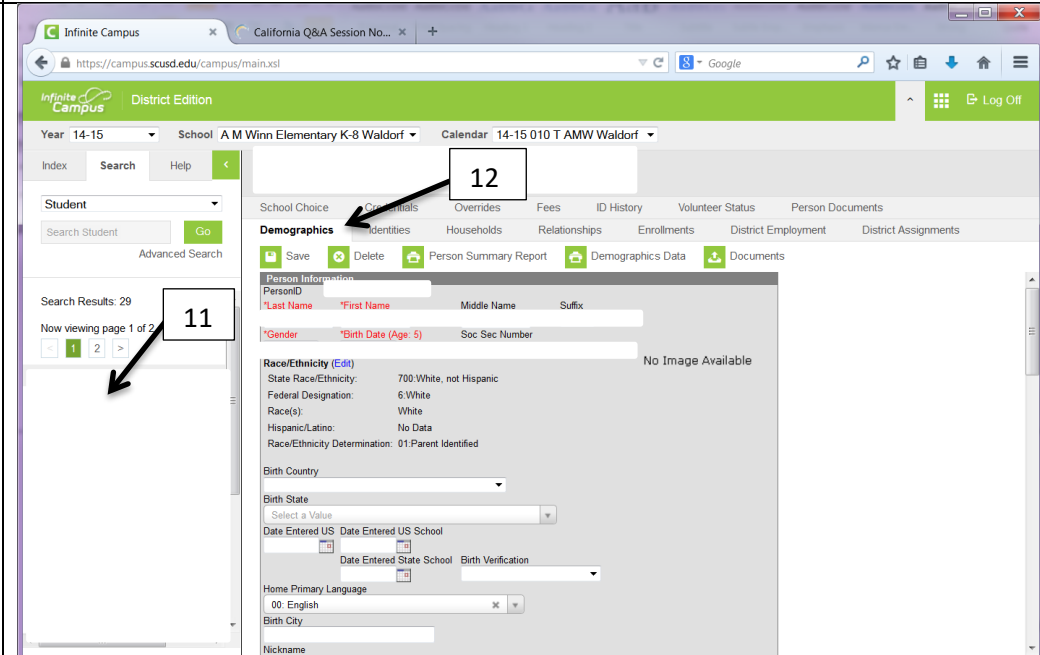 Infinite Campus × California Q&A Session No... × +
https://campus.scusd.edu/campus/main.xsl 8 Google
Infinite Campus District Edition Log Off
Year 14-15 School A M Winn Elementary K-8 Waldorf Calendar 14-15 010 T AMW Waldorf
Index Search Help <
12
Student
School Choice Credentials Overrides Fees ID History Volunteer Status Person Documents
Search Student Go
Demographics Identities Households Relationships Enrollments District Employment District Assignments
Advanced Search
Save Delete Person Summary Report Demographics Data Documents
Person Information
PersonID
Search Results: 29
*Last Name *First Name Middle Name Suffix
Now viewing page 1 of 2
11
*Gender *Birth Date (Age: 5) Soc Sec Number
< 1 2 >
No Image Available
Race/Ethnicity (Edit)
State Race/Ethnicity: 700:White, not Hispanic
Federal Designation: 6:White
Race(s): White
Hispanic/Latino: No Data
Race/Ethnicity Determination: 01:Parent Identified
Birth Country
Birth State
Select a Value
Date Entered US Date Entered US School
Date Entered State School Birth Verification
Home Primary Language
00: English
Birth City
Nickname